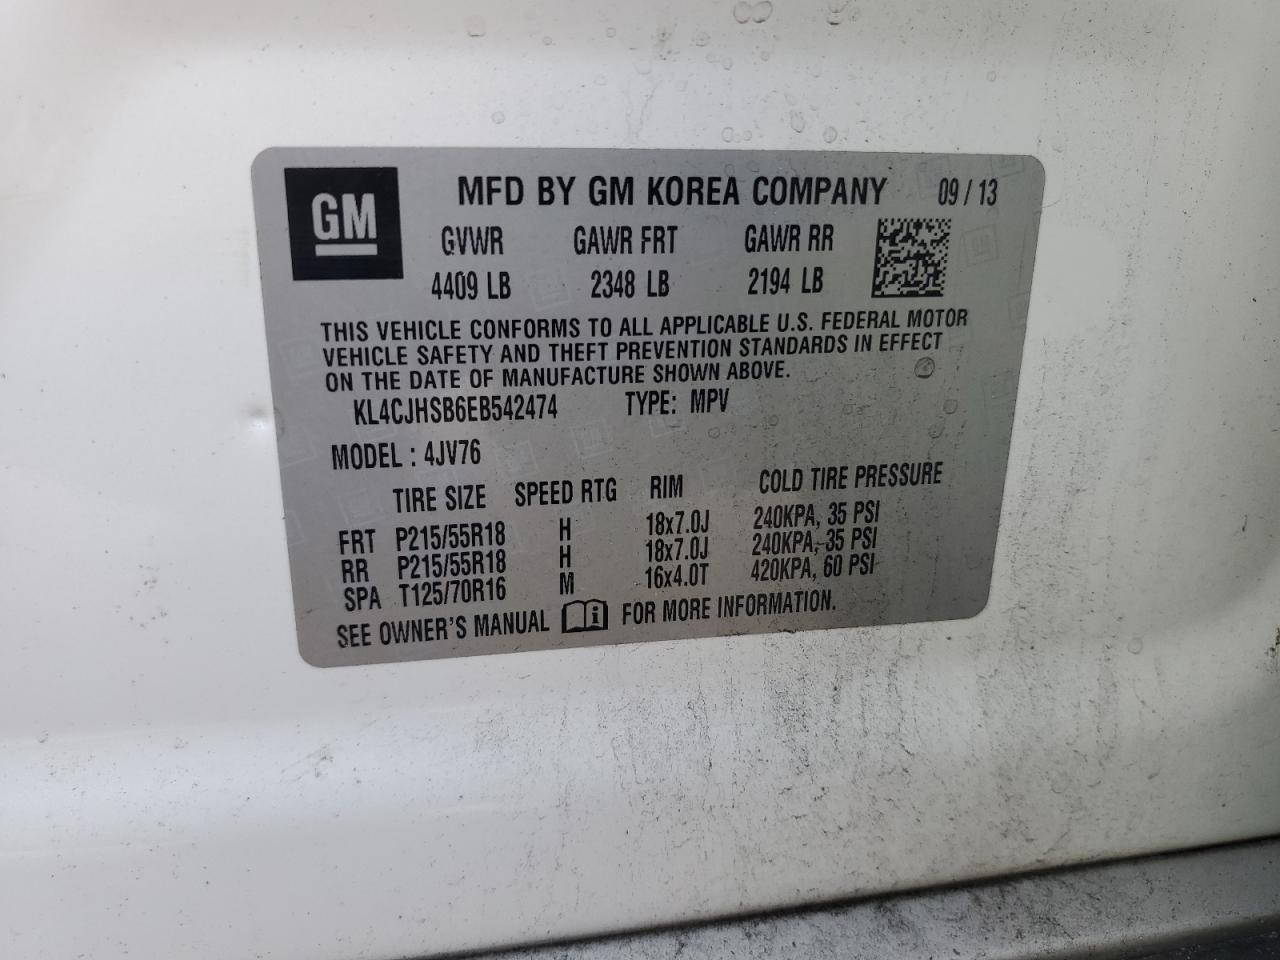 GM
MFD BY GM KOREA COMPANY 09 / 13
GVWR GAWR FRT GAWR RR
4409 LB 2348 LB 2194 LB
THIS VEHICLE CONFORMS TO ALL APPLICABLE U.S. FEDERAL MOTOR
VEHICLE SAFETY AND THEFT PREVENTION STANDARDS IN EFFECT
ON THE DATE OF MANUFACTURE SHOWN ABOVE.
KL4CJHSB6EB542474 TYPE: MPV
MODEL : 4JV76
TIRE SIZE SPEED RTG RIM COLD TIRE PRESSURE
FRT P215/55R18 H 18x7.0J 240KPA, 35 PSI
RR P215/55R18 H 18x7.0J 240KPA, 35 PSI
SPA T125/70R16 M 16x4.0T 420KPA, 60 PSI
SEE OWNER'S MANUAL FOR MORE INFORMATION.